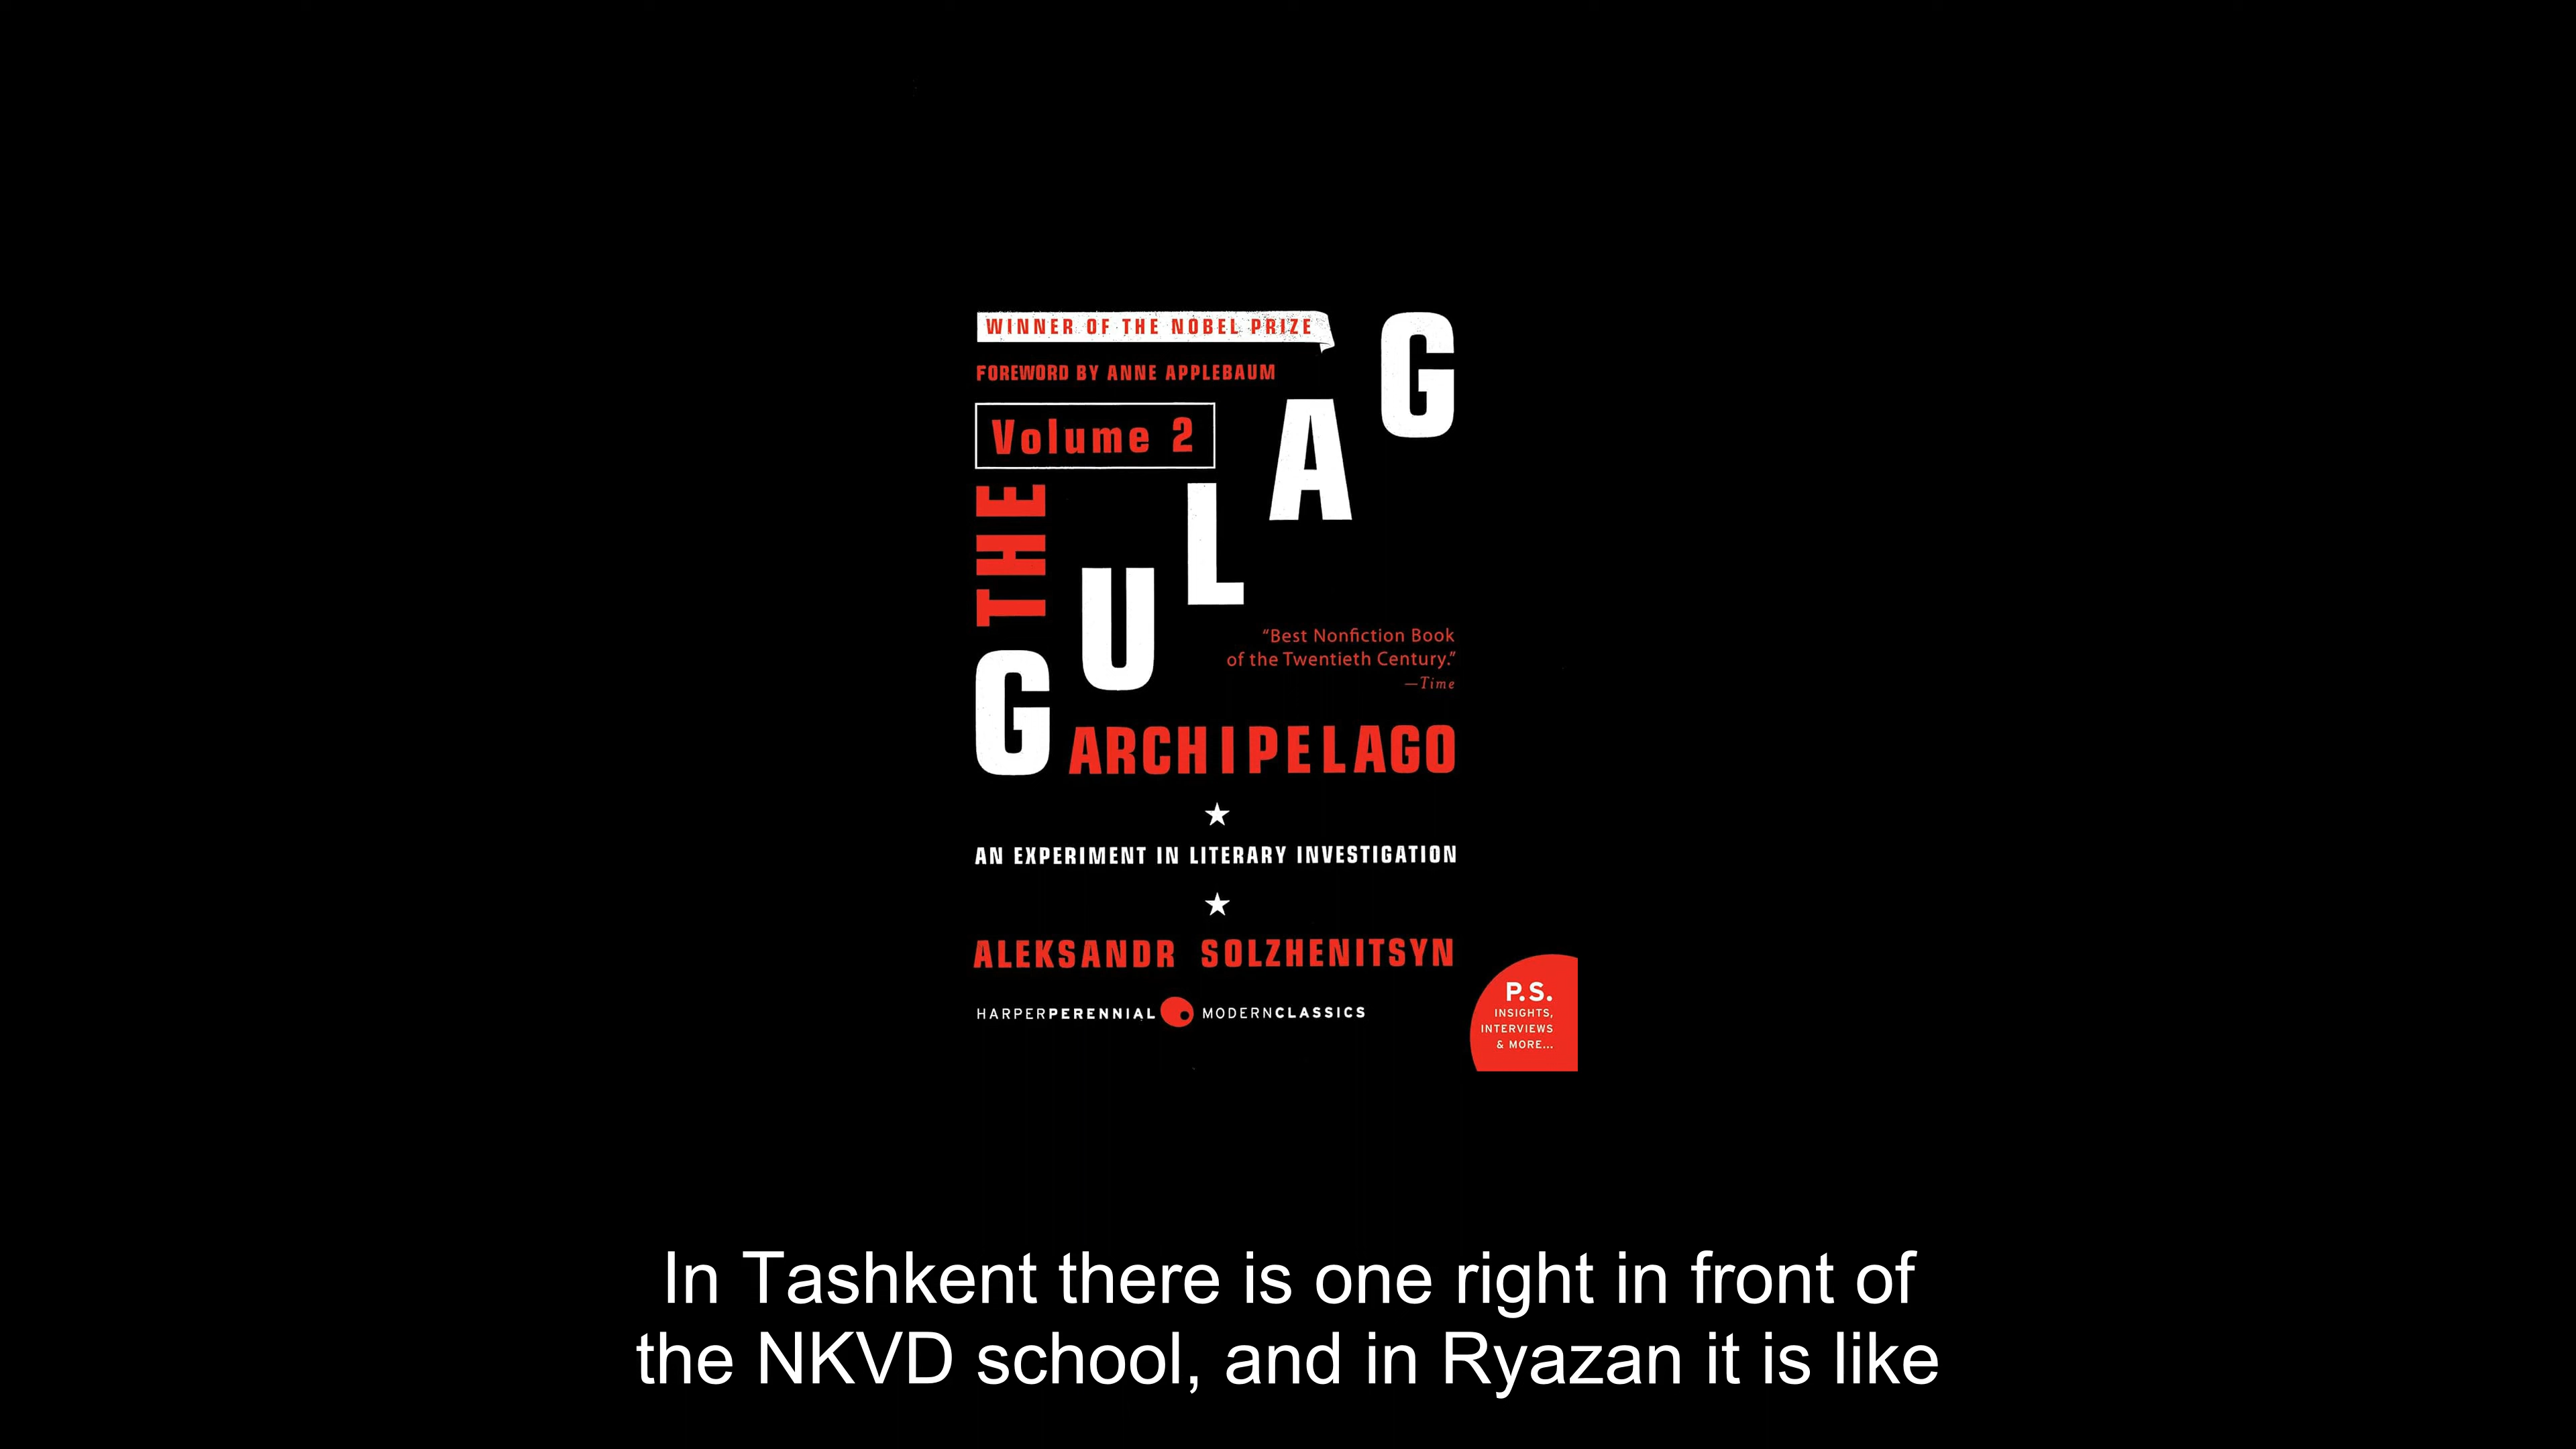 WINNER OF THE NOBEL PRIZE
FOREWORD BY ANNE APPLEBAUM
Volume 2
THE
GULAG
ARCHIPELAGO
“Best Nonfiction Book
of the Twentieth Century.”
—Time
AN EXPERIMENT IN LITERARY INVESTIGATION
ALEKSANDR SOLZHENITSYN
HARPERPERENNIAL MODERNCLASSICS
P.S.
INSIGHTS,
INTERVIEWS
& MORE...
In Tashkent there is one right in front of
the NKVD school, and in Ryazan it is like